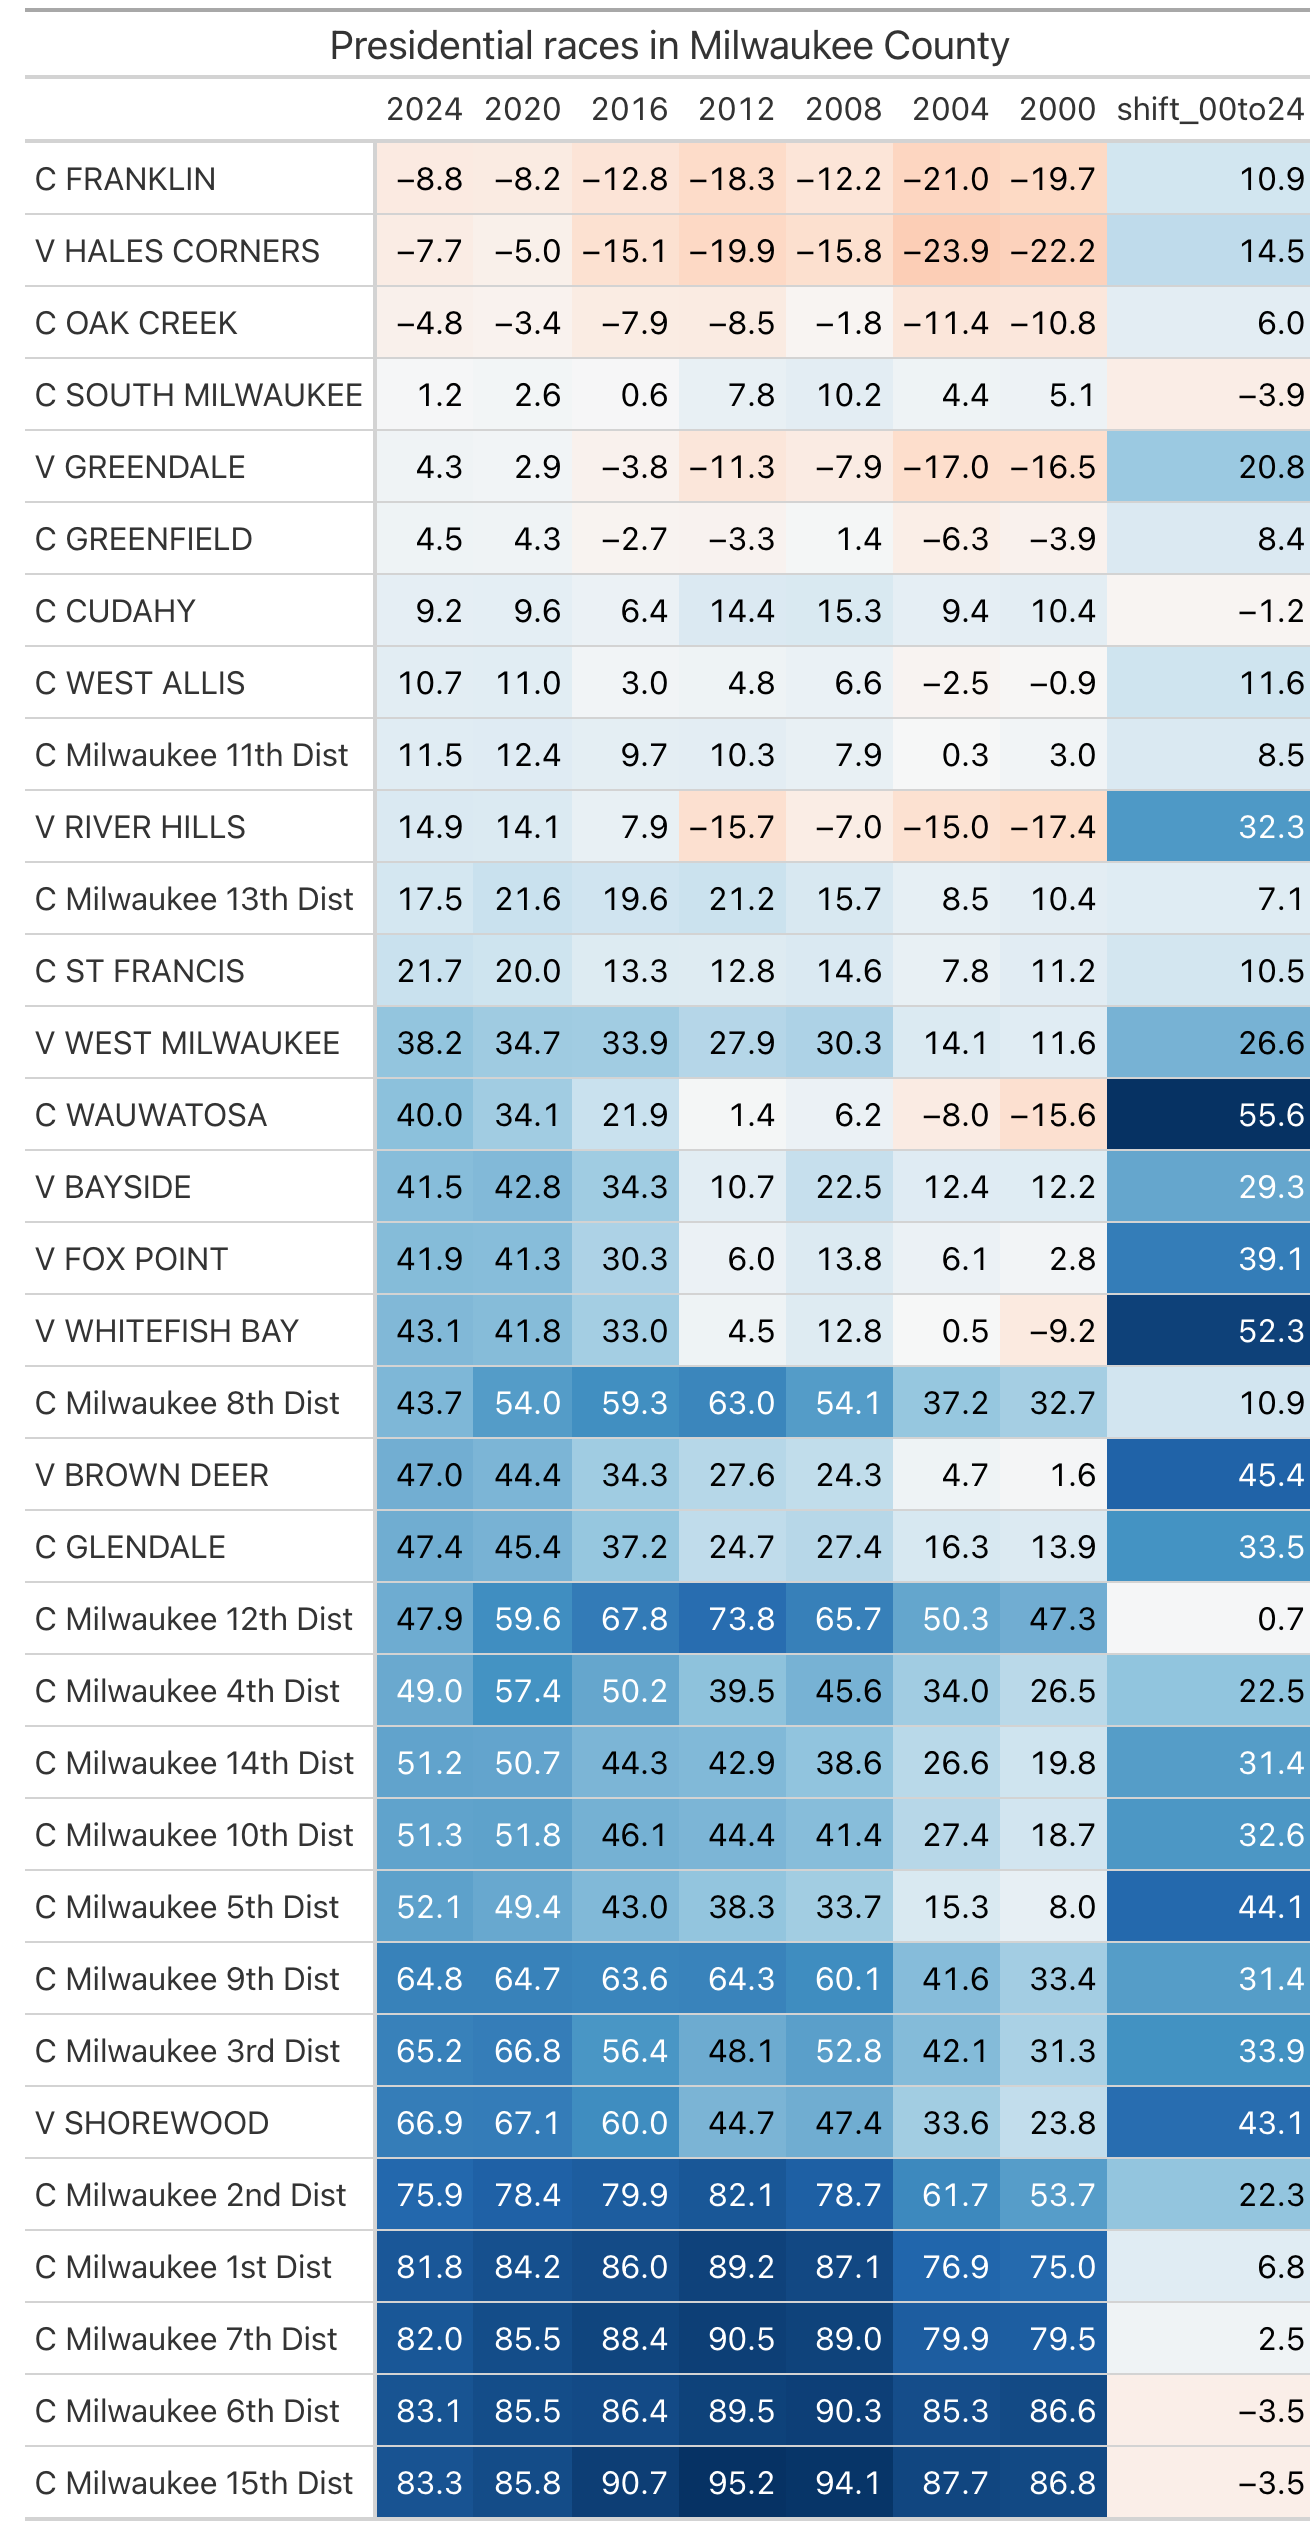 Presidential races in Milwaukee County
2024 2020 2016 2012 2008 2004 2000 shift_00to24
C FRANKLIN −8.8 −8.2 −12.8 −18.3 −12.2 −21.0 −19.7 10.9
V HALES CORNERS −7.7 −5.0 −15.1 −19.9 −15.8 −23.9 −22.2 14.5
C OAK CREEK −4.8 −3.4 −7.9 −8.5 −1.8 −11.4 −10.8 6.0
C SOUTH MILWAUKEE 1.2 2.6 0.6 7.8 10.2 4.4 5.1 −3.9
V GREENDALE 4.3 2.9 −3.8 −11.3 −7.9 −17.0 −16.5 20.8
C GREENFIELD 4.5 4.3 −2.7 −3.3 1.4 −6.3 −3.9 8.4
C CUDAHY 9.2 9.6 6.4 14.4 15.3 9.4 10.4 −1.2
C WEST ALLIS 10.7 11.0 3.0 4.8 6.6 −2.5 −0.9 11.6
C Milwaukee 11th Dist 11.5 12.4 9.7 10.3 7.9 0.3 3.0 8.5
V RIVER HILLS 14.9 14.1 7.9 −15.7 −7.0 −15.0 −17.4 32.3
C Milwaukee 13th Dist 17.5 21.6 19.6 21.2 15.7 8.5 10.4 7.1
C ST FRANCIS 21.7 20.0 13.3 12.8 14.6 7.8 11.2 10.5
V WEST MILWAUKEE 38.2 34.7 33.9 27.9 30.3 14.1 11.6 26.6
C WAUWATOSA 40.0 34.1 21.9 1.4 6.2 −8.0 −15.6 55.6
V BAYSIDE 41.5 42.8 34.3 10.7 22.5 12.4 12.2 29.3
V FOX POINT 41.9 41.3 30.3 6.0 13.8 6.1 2.8 39.1
V WHITEFISH BAY 43.1 41.8 33.0 4.5 12.8 0.5 −9.2 52.3
C Milwaukee 8th Dist 43.7 54.0 59.3 63.0 54.1 37.2 32.7 10.9
V BROWN DEER 47.0 44.4 34.3 27.6 24.3 4.7 1.6 45.4
C GLENDALE 47.4 45.4 37.2 24.7 27.4 16.3 13.9 33.5
C Milwaukee 12th Dist 47.9 59.6 67.8 73.8 65.7 50.3 47.3 0.7
C Milwaukee 4th Dist 49.0 57.4 50.2 39.5 45.6 34.0 26.5 22.5
C Milwaukee 14th Dist 51.2 50.7 44.3 42.9 38.6 26.6 19.8 31.4
C Milwaukee 10th Dist 51.3 51.8 46.1 44.4 41.4 27.4 18.7 32.6
C Milwaukee 5th Dist 52.1 49.4 43.0 38.3 33.7 15.3 8.0 44.1
C Milwaukee 9th Dist 64.8 64.7 63.6 64.3 60.1 41.6 33.4 31.4
C Milwaukee 3rd Dist 65.2 66.8 56.4 48.1 52.8 42.1 31.3 33.9
V SHOREWOOD 66.9 67.1 60.0 44.7 47.4 33.6 23.8 43.1
C Milwaukee 2nd Dist 75.9 78.4 79.9 82.1 78.7 61.7 53.7 22.3
C Milwaukee 1st Dist 81.8 84.2 86.0 89.2 87.1 76.9 75.0 6.8
C Milwaukee 7th Dist 82.0 85.5 88.4 90.5 89.0 79.9 79.5 2.5
C Milwaukee 6th Dist 83.1 85.5 86.4 89.5 90.3 85.3 86.6 −3.5
C Milwaukee 15th Dist 83.3 85.8 90.7 95.2 94.1 87.7 86.8 −3.5